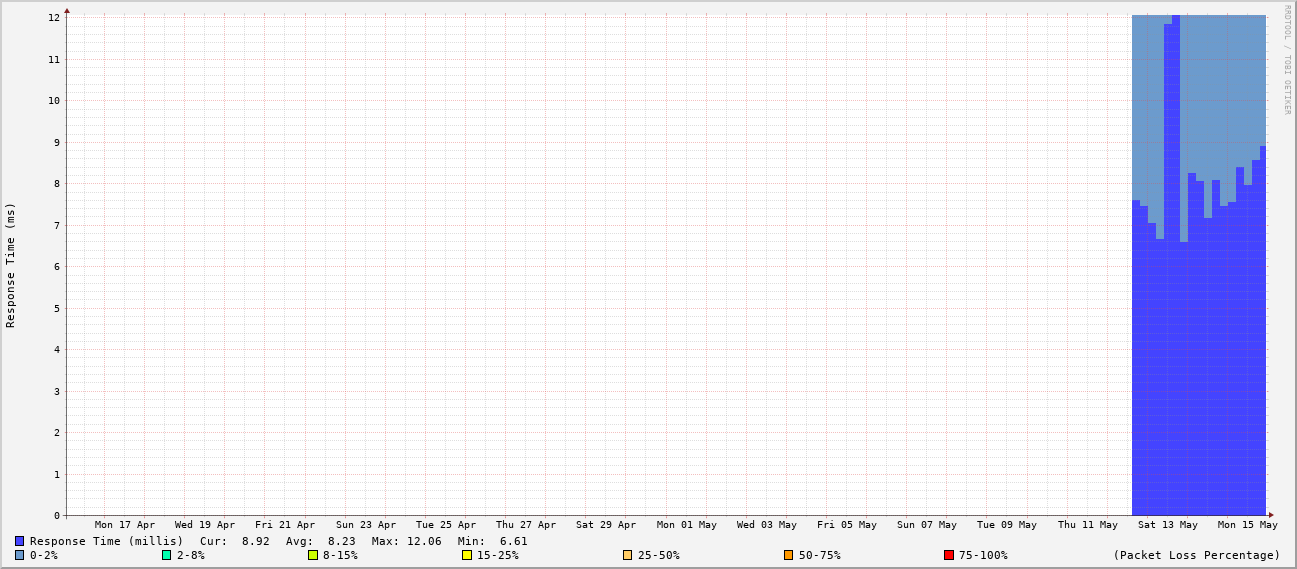 RRDTOOL / TOBI OETIKER
Response Time (ms)
12
11
10
9
8
7
6
5
4
3
2
1
0
Mon 17 Apr Wed 19 Apr Fri 21 Apr Sun 23 Apr Tue 25 Apr Thu 27 Apr Sat 29 Apr Mon 01 May Wed 03 May Fri 05 May Sun 07 May Tue 09 May Thu 11 May Sat 13 May Mon 15 May
Response Time (millis) Cur: 8.92 Avg: 8.23 Max: 12.06 Min: 6.61
0-2% 2-8% 8-15% 15-25% 25-50% 50-75% 75-100% (Packet Loss Percentage)